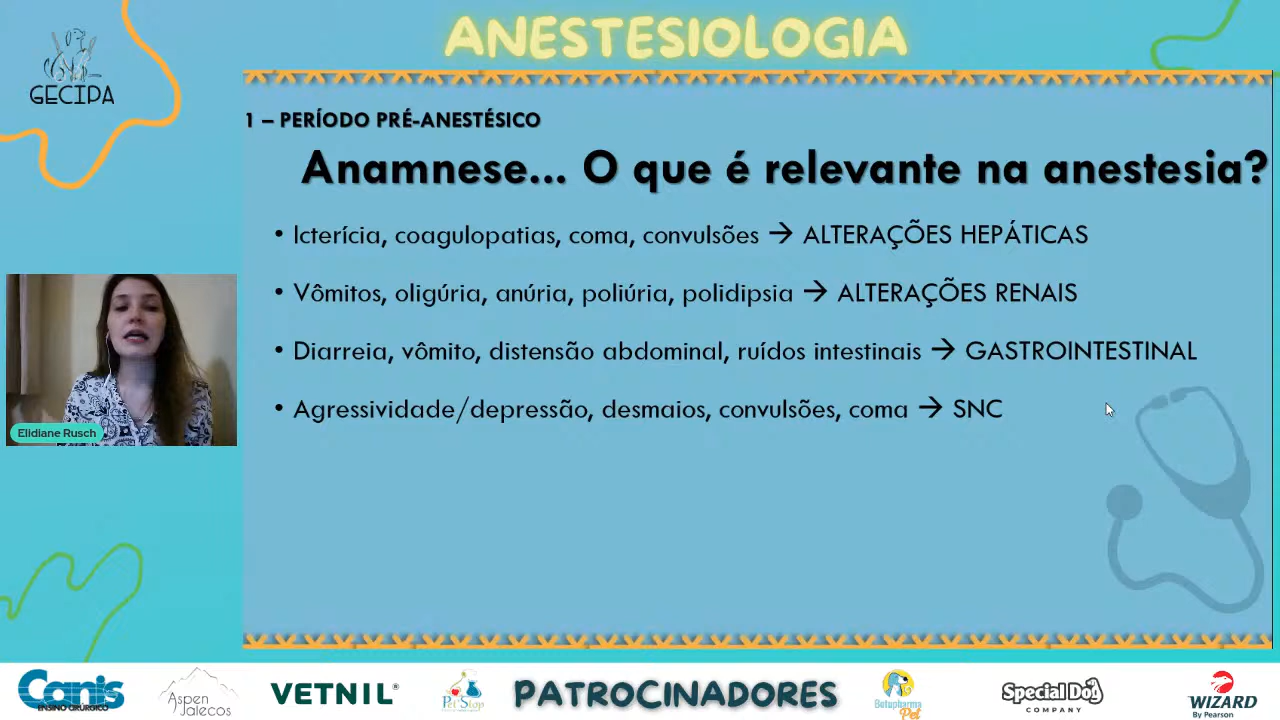 ANESTESIOLOGIA
GECIPA
1 – PERÍODO PRÉ-ANESTÉSICO
Anamnese... O que é relevante na anestesia?
• Icterícia, coagulopatias, coma, convulsões → ALTERAÇÕES HEPÁTICAS
• Vômitos, oligúria, anúria, poliúria, polidipsia → ALTERAÇÕES RENAIS
• Diarreia, vômito, distensão abdominal, ruídos intestinais → GASTROINTESTINAL
• Agressividade/depressão, desmaios, convulsões, coma → SNC
Elidiane Rusch
Canis
ENSINO CIRÚRGICO
Aspen
Jalecos
VETNIL®
Pet Stop
PATROCINADORES
Botupharma
Pet
Special Dog
COMPANY
WIZARD
By Pearson